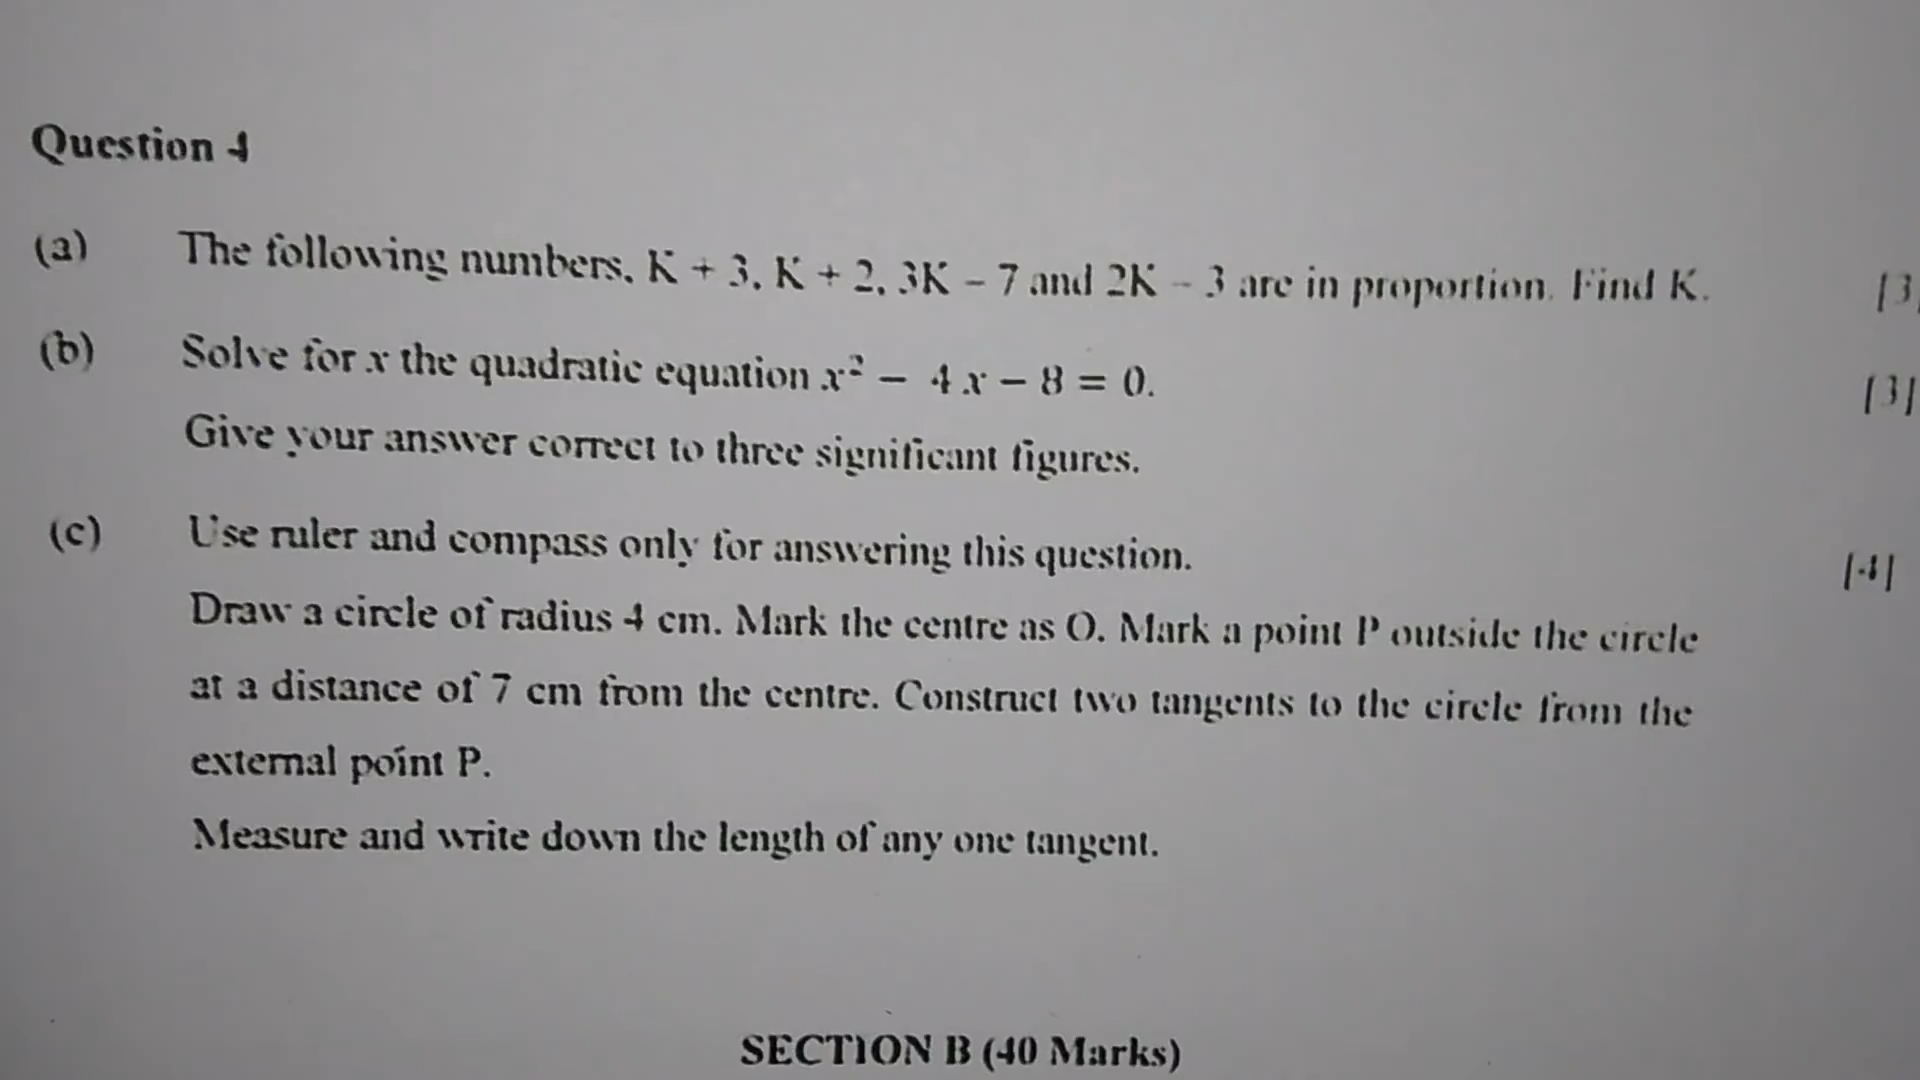 Question 4
(a) The following numbers, K + 3, K + 2, 3K – 7 and 2K – 3 are in proportion. Find K. [3]
(b) Solve for x the quadratic equation x² – 4x – 8 = 0. [3]
Give your answer correct to three significant figures.
(c) Use ruler and compass only for answering this question. [4]
Draw a circle of radius 4 cm. Mark the centre as O. Mark a point P outside the circle
at a distance of 7 cm from the centre. Construct two tangents to the circle from the
external point P.
Measure and write down the length of any one tangent.
SECTION B (40 Marks)